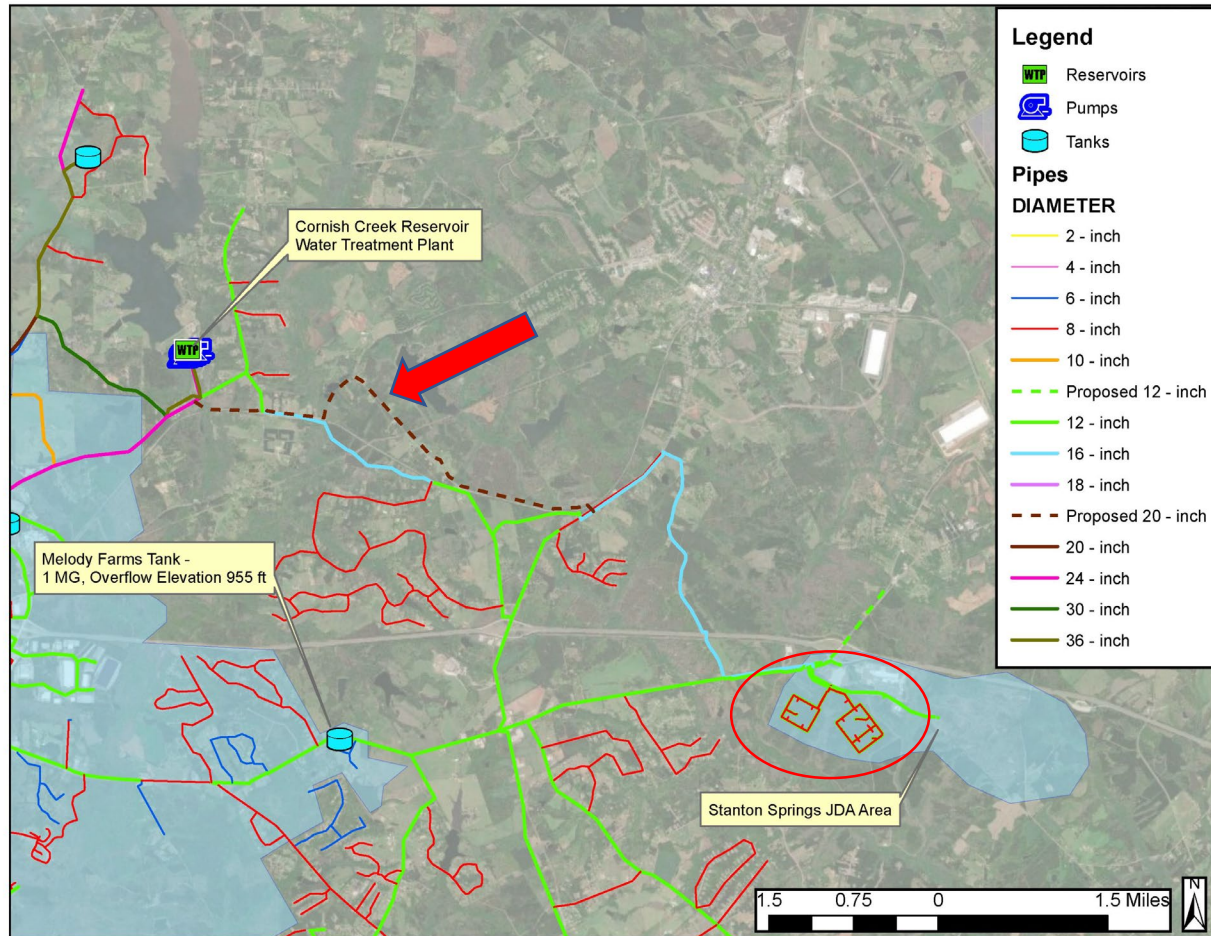 Legend
WTP Reservoirs
Pumps
Tanks
Pipes
DIAMETER
2 - inch
4 - inch
6 - inch
8 - inch
10 - inch
Proposed 12 - inch
12 - inch
16 - inch
18 - inch
Proposed 20 - inch
20 - inch
24 - inch
30 - inch
36 - inch
Cornish Creek Reservoir
Water Treatment Plant
WTP
Melody Farms Tank -
1 MG, Overflow Elevation 955 ft
Stanton Springs JDA Area
1.5 0.75 0 1.5 Miles
N